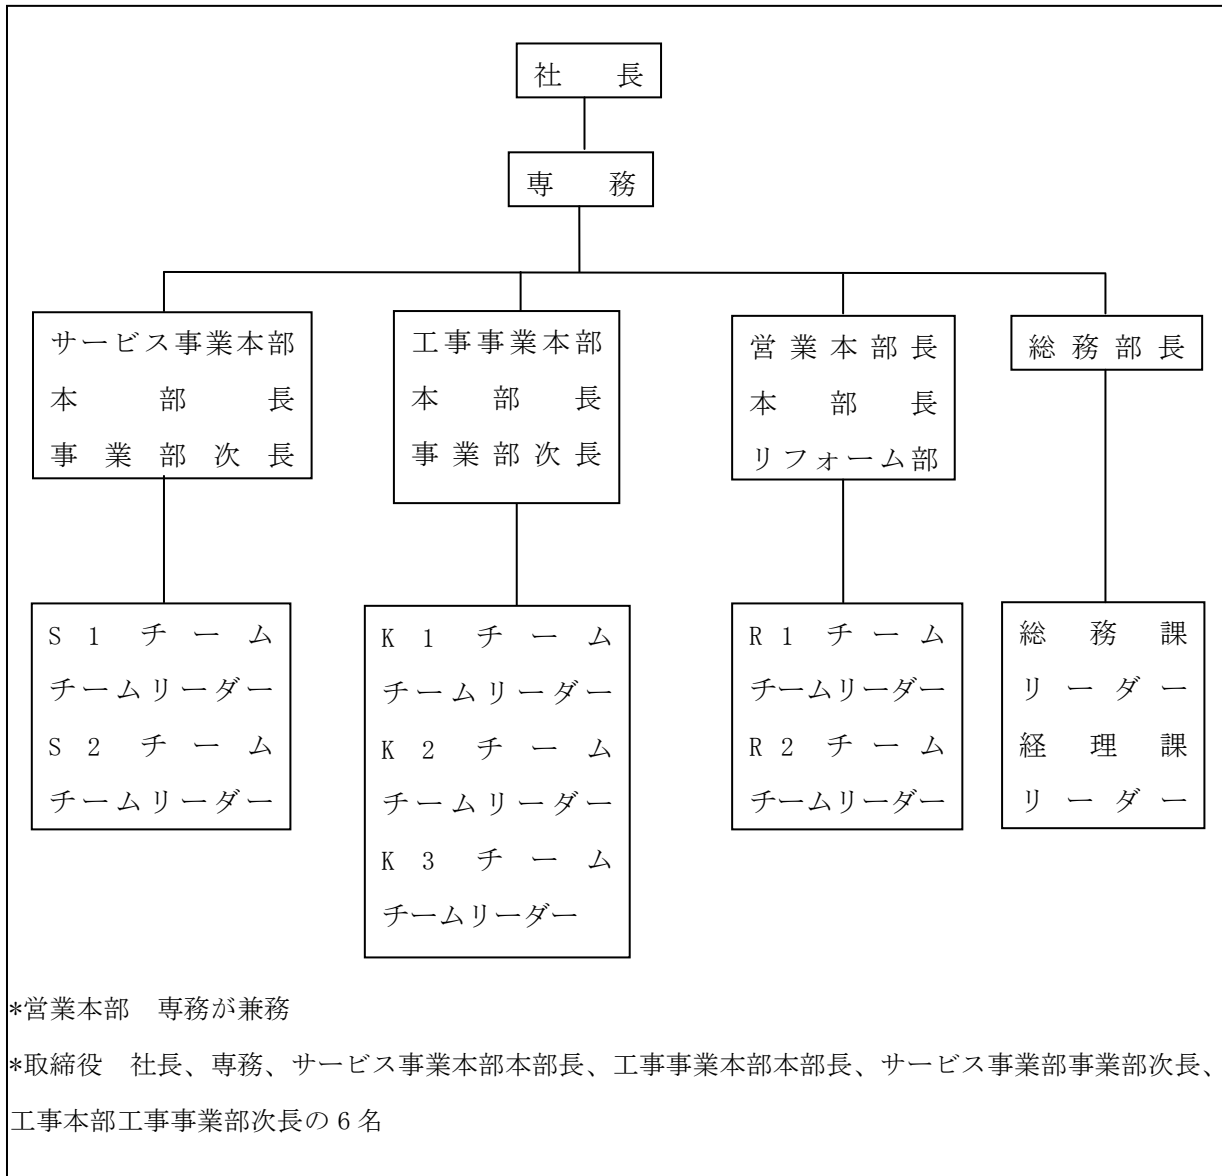 社長
専務
サービス事業本部
本部長
事業部次長
工事事業本部
本部長
事業部次長
営業本部長
本部長
リフォーム部
総務部長
S1チーム
チームリーダー
S2チーム
チームリーダー
K1チーム
チームリーダー
K2チーム
チームリーダー
K3チーム
チームリーダー
R1チーム
チームリーダー
R2チーム
チームリーダー
総務課
リーダー
経理課
リーダー
*営業本部　専務が兼務
*取締役　社長、専務、サービス事業本部本部長、工事事業本部本部長、サービス事業部事業部次長、
工事本部工事事業部次長の6名